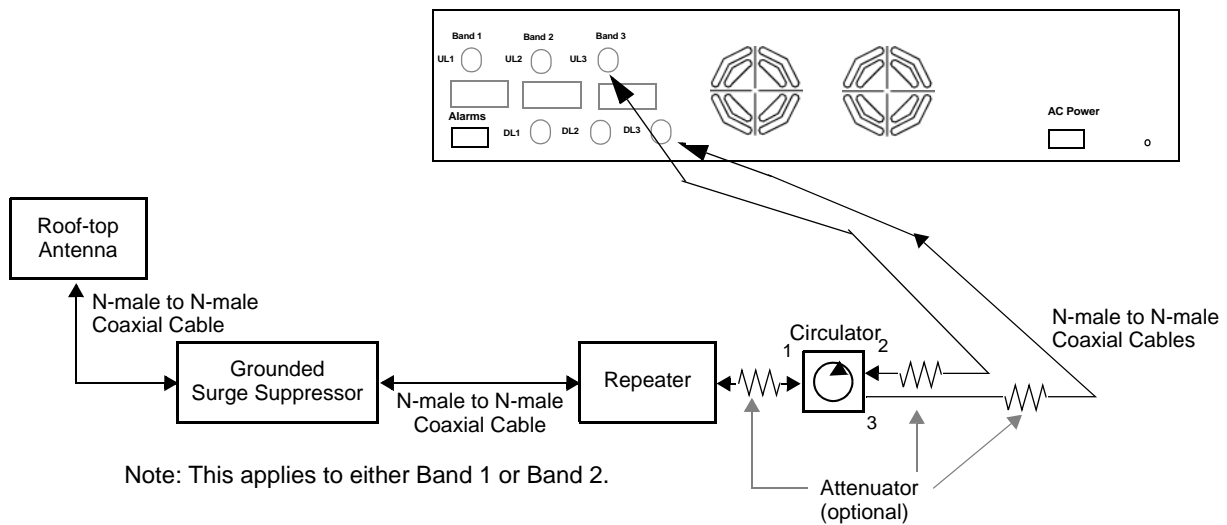 Band 1
Band 2
Band 3
UL1
UL2
UL3
Alarms
DL1
DL2
DL3
AC Power
o
Roof-top
Antenna
N-male to N-male
Coaxial Cable
Grounded
Surge Suppressor
N-male to N-male
Coaxial Cable
Repeater
Circulator
1
2
3
N-male to N-male
Coaxial Cables
Note: This applies to either Band 1 or Band 2.
Attenuator
(optional)